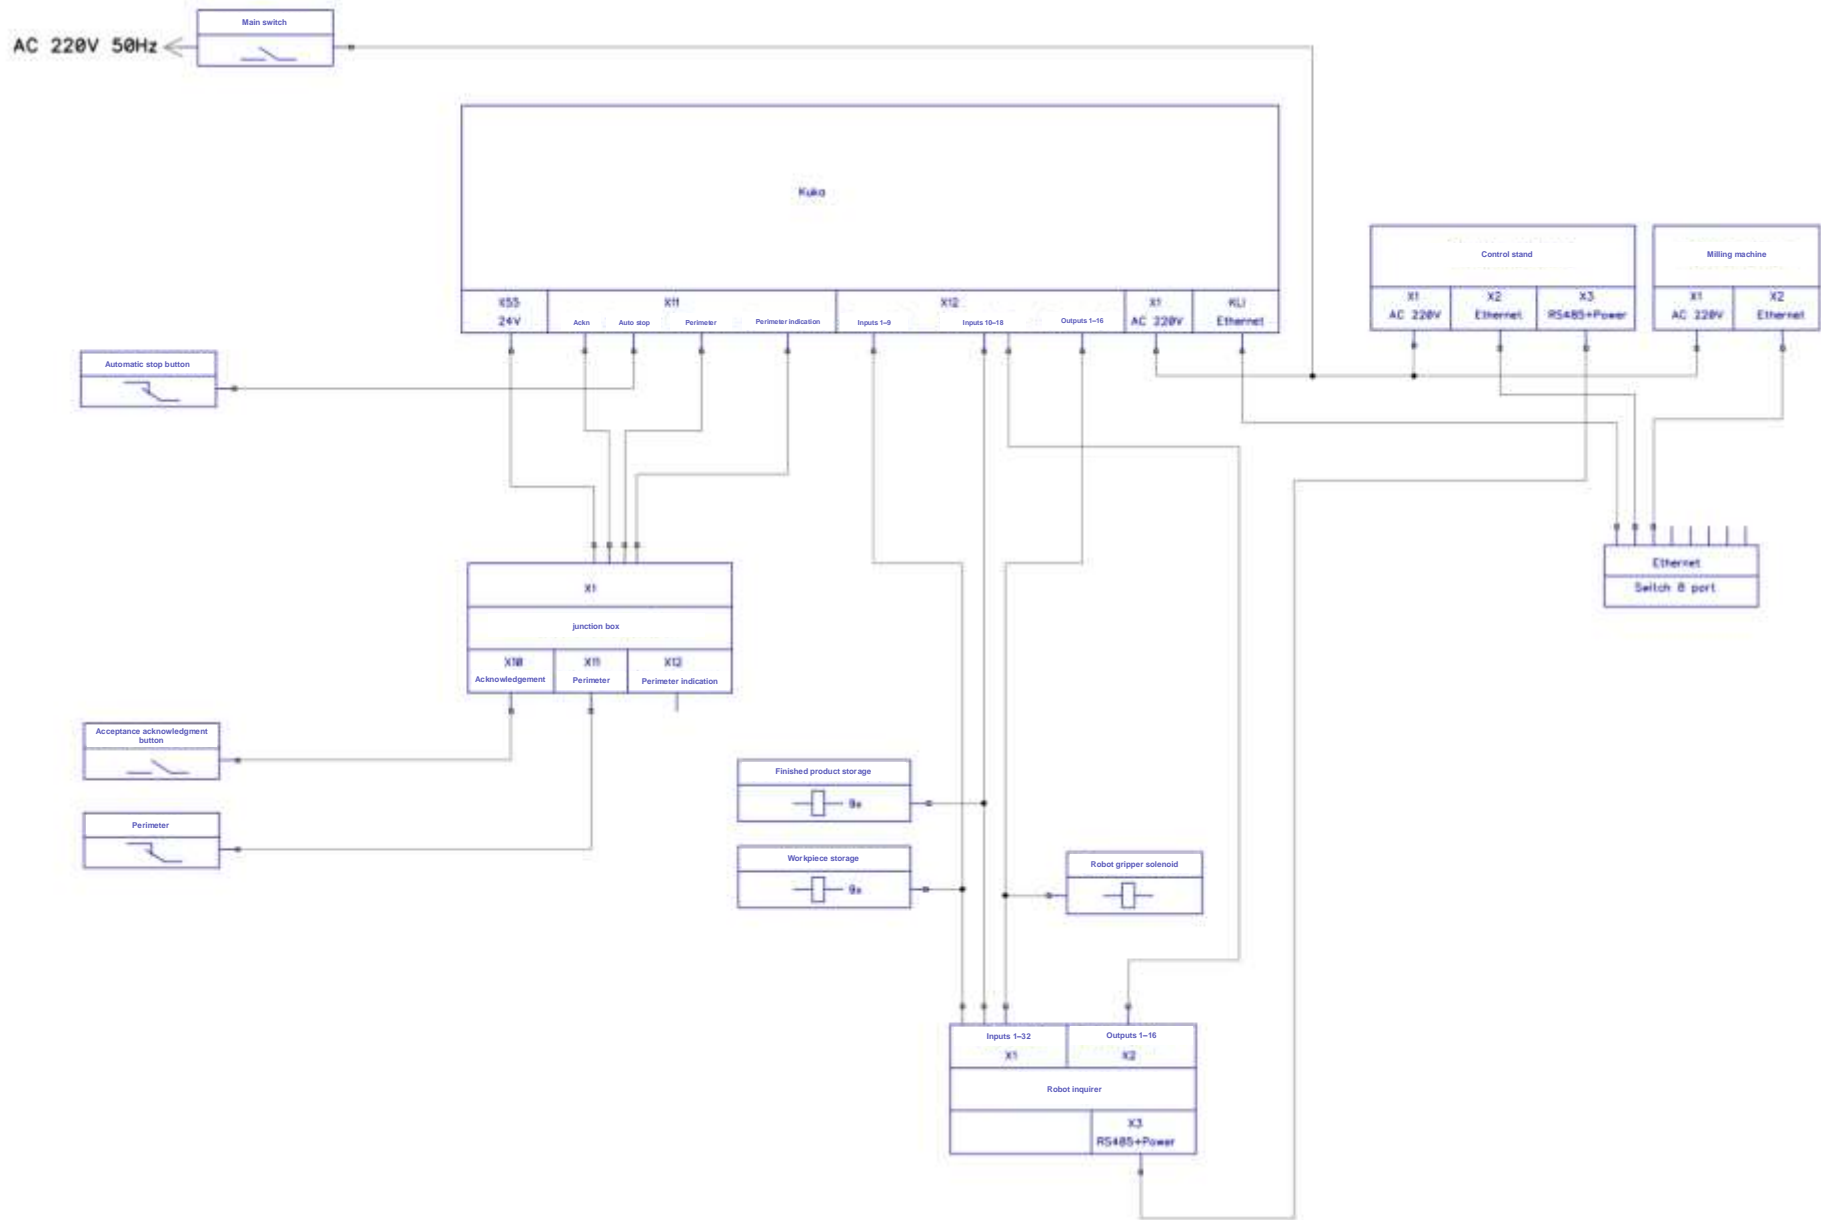 Main switch
AC 220V 50Hz
Kuka
X55
24V
X11
Ackn
Auto stop
Perimeter
Perimeter indication
X12
Inputs 1–9
Inputs 10–18
Outputs 1–16
X1
AC 220V
KLI
Ethernet
Control stand
X1
AC 220V
X2
Ethernet
X3
RS485+Power
Milling machine
X1
AC 220V
X2
Ethernet
Automatic stop button
Ethernet
Switch 8 port
X1
junction box
X10
Acknowledgement
X11
Perimeter
X12
Perimeter indication
Acceptance acknowledgment
button
Perimeter
Finished product storage
9x
Workpiece storage
9x
Robot gripper solenoid
Inputs 1–32
X1
Outputs 1–16
X2
Robot inquirer
X3
RS485+Power